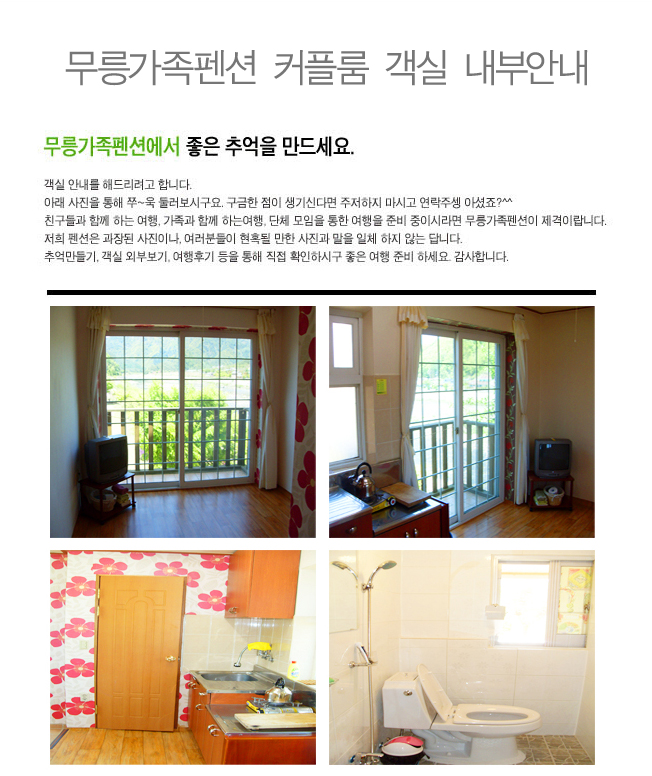 무릉가족펜션 커플룸 객실 내부안내
무릉가족펜션에서 좋은 추억을 만드세요.
객실 안내를 해드리려고 합니다.
아래 사진을 통해 쭈~욱 둘러보시구요. 구금한 점이 생기신다면 주저하지 마시고 연락주셍 아셨죠?^^
친구들과 함께 하는 여행, 가족과 함께 하는여행, 단체 모임을 통한 여행을 준비 중이시라면 무릉가족펜션이 제격이랍니다.
저희 펜션은 과장된 사진이나, 여러분들이 현혹될 만한 사진과 말을 일체 하지 않는 답니다.
추억만들기, 객실 외부보기, 여행후기 등을 통해 직접 확인하시구 좋은 여행 준비 하세요. 감사합니다.